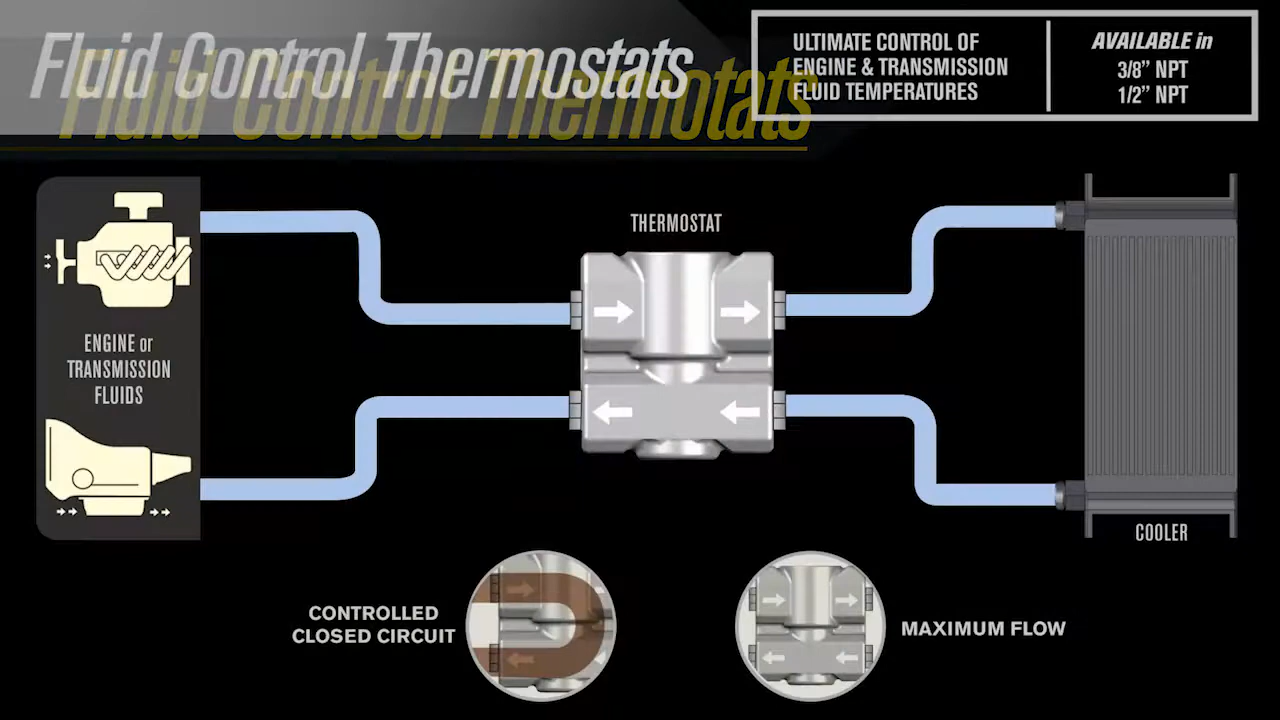 Fluid Control Thermostats
Fluid Control Thermotats
ULTIMATE CONTROL OF
ENGINE & TRANSMISSION
FLUID TEMPERATURES
AVAILABLE in
3/8” NPT
1/2” NPT
THERMOSTAT
ENGINE or
TRANSMISSION
FLUIDS
COOLER
CONTROLLED
CLOSED CIRCUIT
MAXIMUM FLOW